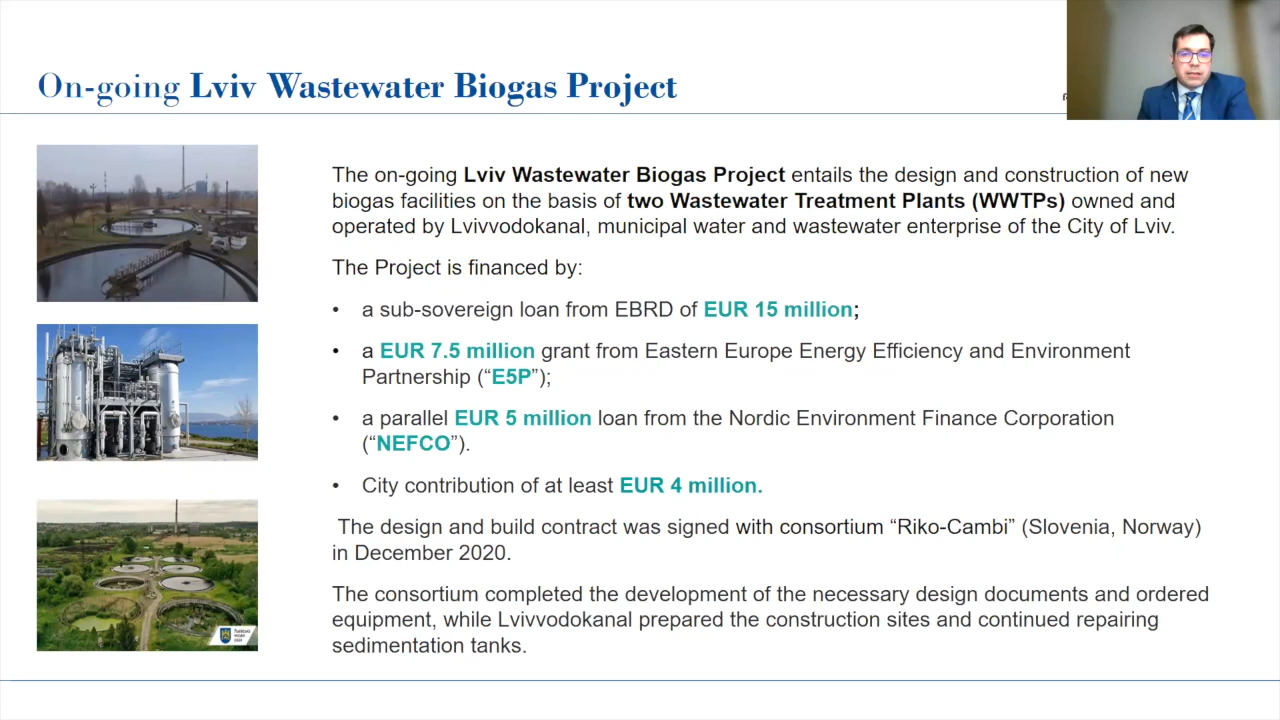 On-going Lviv Wastewater Biogas Project
The on-going Lviv Wastewater Biogas Project entails the design and construction of new
biogas facilities on the basis of two Wastewater Treatment Plants (WWTPs) owned and
operated by Lvivvodokanal, municipal water and wastewater enterprise of the City of Lviv.
The Project is financed by:
• a sub-sovereign loan from EBRD of EUR 15 million;
• a EUR 7.5 million grant from Eastern Europe Energy Efficiency and Environment
Partnership (“E5P”);
• a parallel EUR 5 million loan from the Nordic Environment Finance Corporation
(“NEFCO”).
• City contribution of at least EUR 4 million.
The design and build contract was signed with consortium “Riko-Cambi” (Slovenia, Norway)
in December 2020.
The consortium completed the development of the necessary design documents and ordered
equipment, while Lvivvodokanal prepared the construction sites and continued repairing
sedimentation tanks.